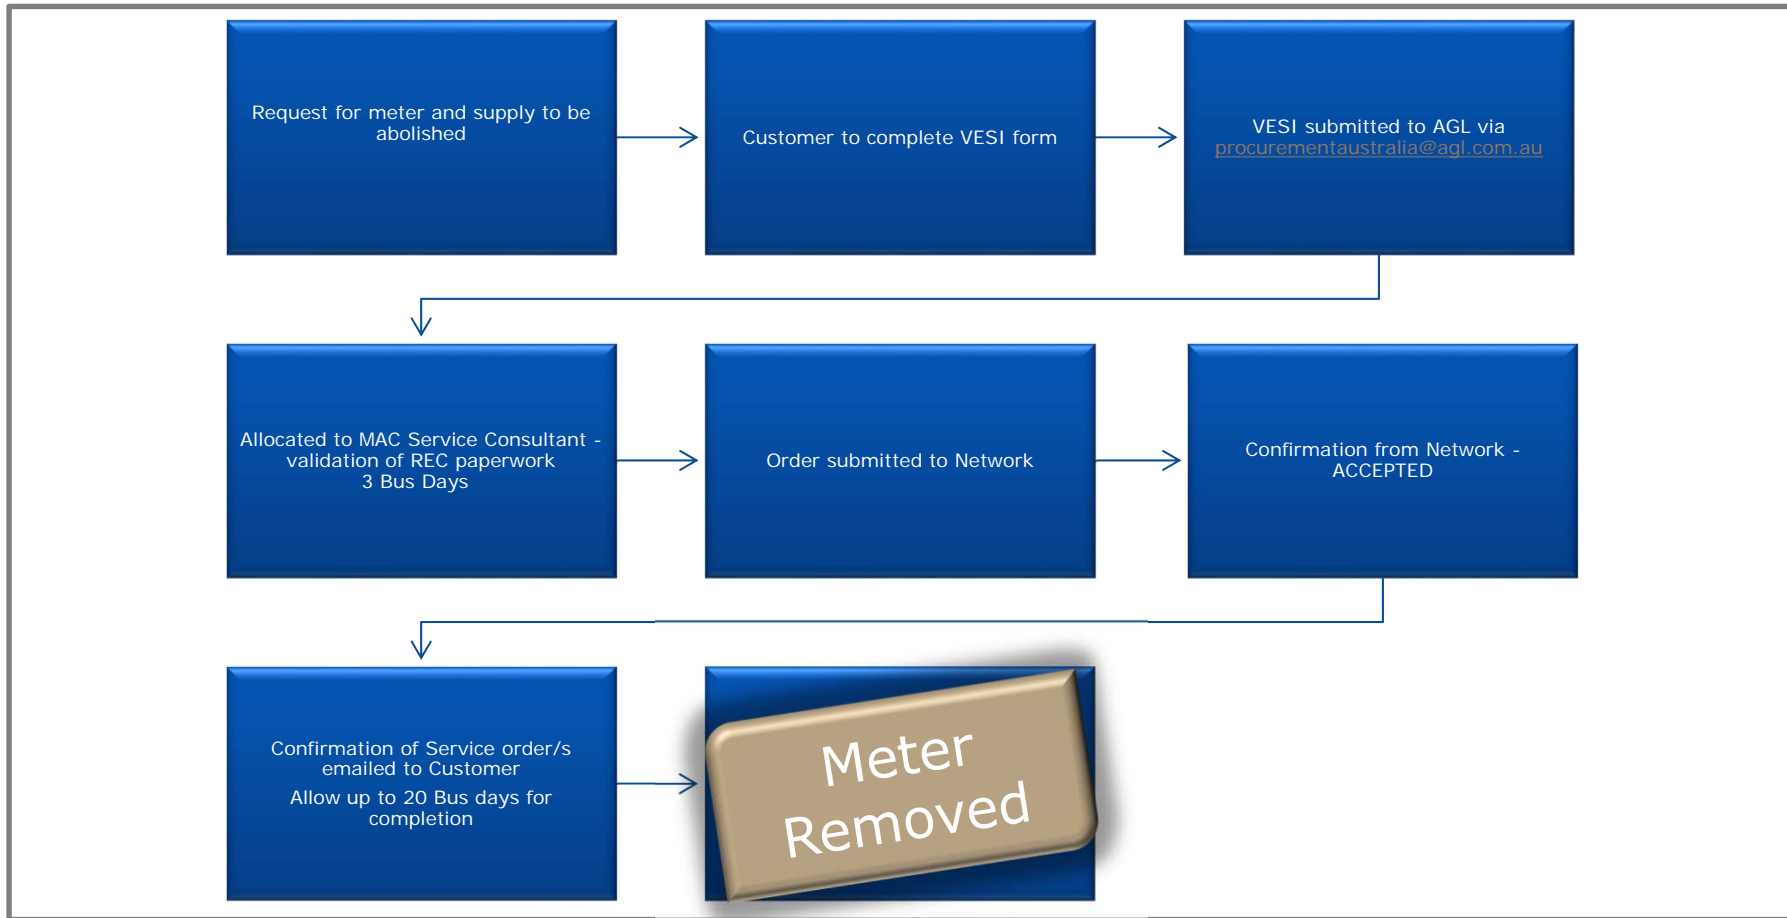 Request for meter and supply to be
abolished
Customer to complete VESI form
VESI submitted to AGL via
procurementaustralia@agl.com.au
Allocated to MAC Service Consultant -
validation of REC paperwork
3 Bus Days
Order submitted to Network
Confirmation from Network -
ACCEPTED
Confirmation of Service order/s
emailed to Customer
Allow up to 20 Bus days for
completion
Meter
Removed